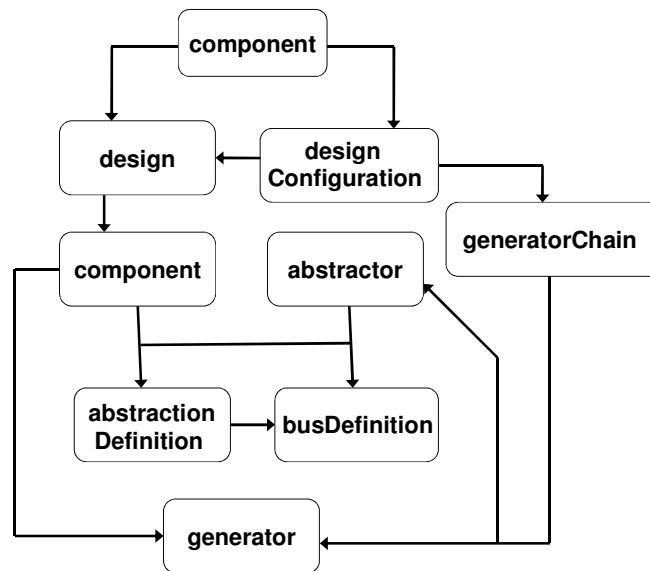 component
design
design
Configuration
generatorChain
component
abstractor
abstraction
Definition
busDefinition
generator